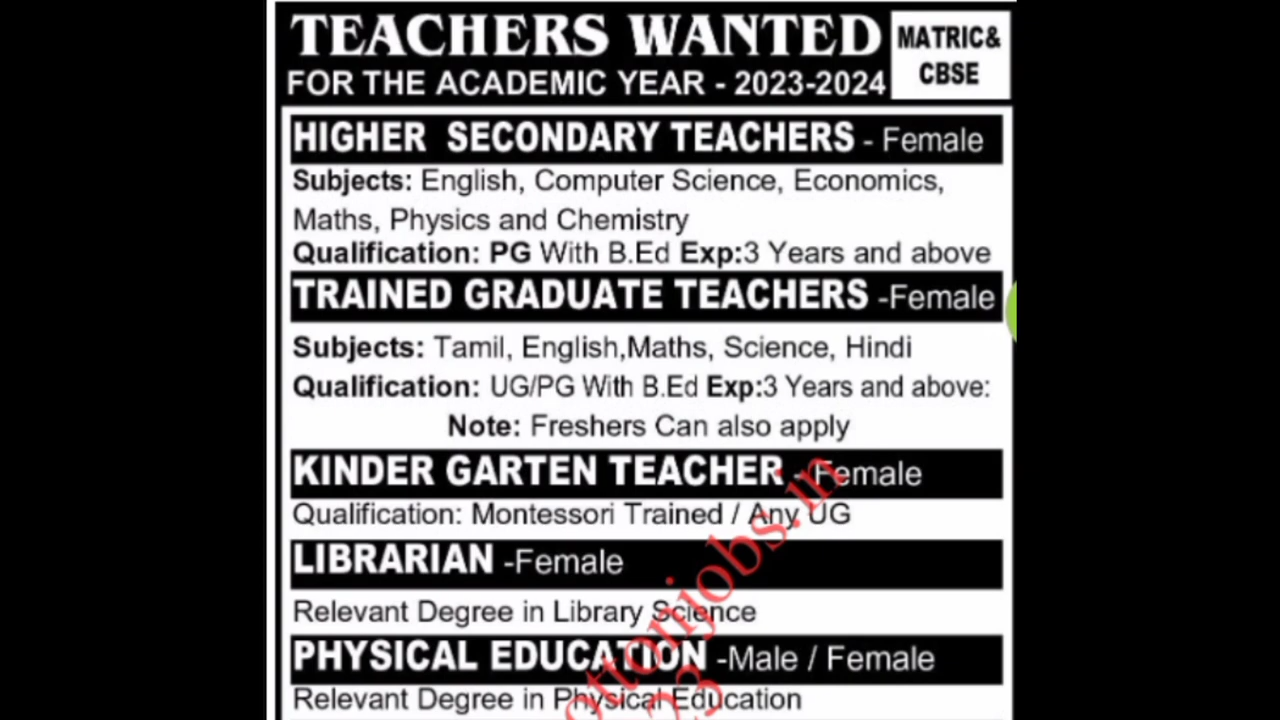 TEACHERS WANTED
MATRIC&
CBSE
FOR THE ACADEMIC YEAR - 2023-2024
HIGHER SECONDARY TEACHERS - Female
Subjects: English, Computer Science, Economics,
Maths, Physics and Chemistry
Qualification: PG With B.Ed Exp:3 Years and above
TRAINED GRADUATE TEACHERS -Female
Subjects: Tamil, English,Maths, Science, Hindi
Qualification: UG/PG With B.Ed Exp:3 Years and above:
Note: Freshers Can also apply
KINDER GARTEN TEACHER - Female
Qualification: Montessori Trained / Any UG
LIBRARIAN -Female
Relevant Degree in Library Science
PHYSICAL EDUCATION -Male / Female
Relevant Degree in Physical Education